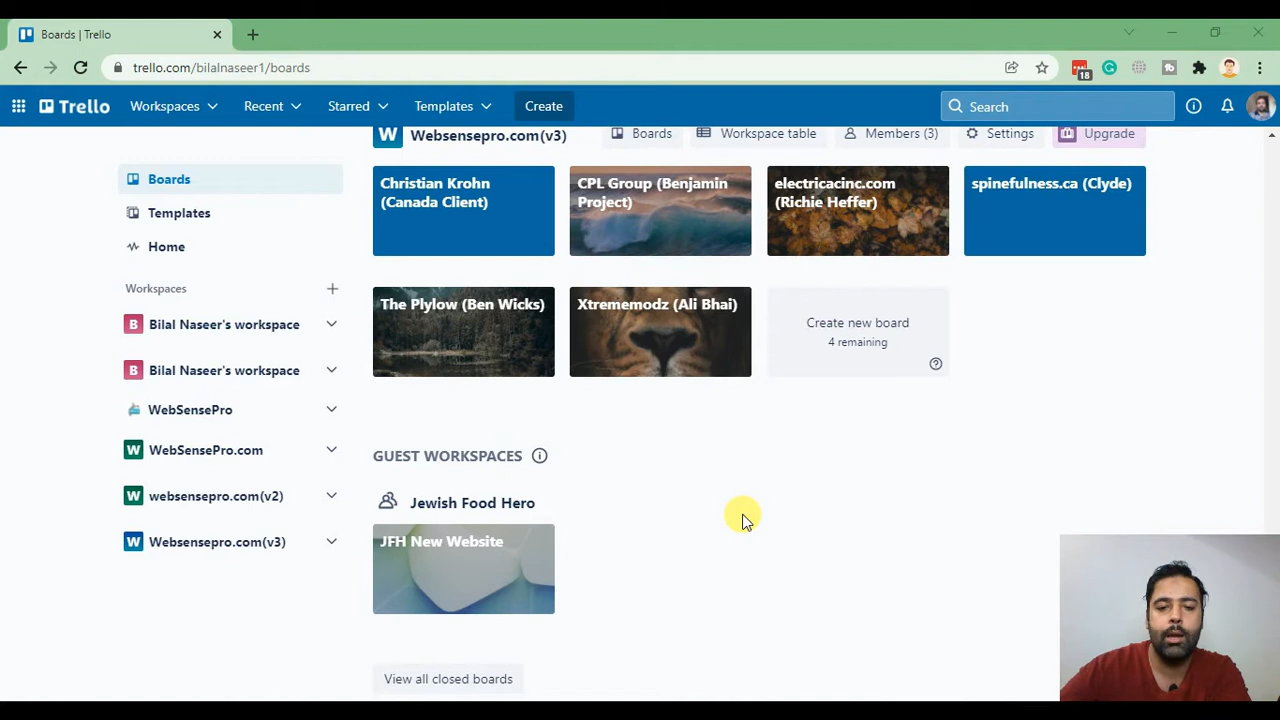 Boards | Trello
trello.com/bilalnaseer1/boards
18
Trello
Workspaces
Recent
Starred
Templates
Create
Search
W Websensepro.com(v3)
Boards
Workspace table
Members (3)
Settings
Upgrade
Boards
Templates
Home
Workspaces
B Bilal Naseer's workspace
B Bilal Naseer's workspace
WebSensePro
W WebSensePro.com
W websensepro.com(v2)
W Websensepro.com(v3)
Christian Krohn
(Canada Client)
CPL Group (Benjamin
Project)
electricacinc.com
(Richie Heffer)
spinefulness.ca (Clyde)
The Plylow (Ben Wicks)
Xtrememodz (Ali Bhai)
Create new board
4 remaining
GUEST WORKSPACES
Jewish Food Hero
JFH New Website
View all closed boards